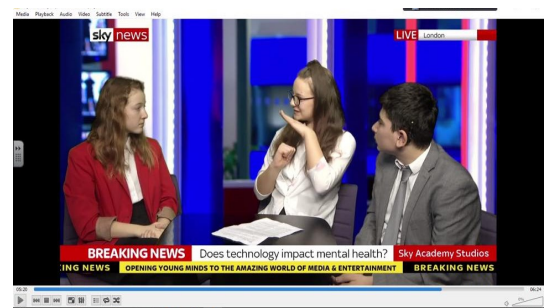 Media Playback Audio Video Subtitle Tools View Help
sky news
LIVE London
BREAKING NEWS Does technology impact mental health? Sky Academy Studios
ING NEWS OPENING YOUNG MINDS TO THE AMAZING WORLD OF MEDIA & ENTERTAINMENT BREAKING NEWS
05:20 06:24